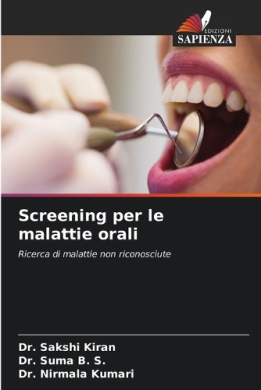 EDIZIONI
SAPIENZA
Screening per le
malattie orali
Ricerca di malattie non riconosciute
Dr. Sakshi Kiran
Dr. Suma B. S.
Dr. Nirmala Kumari